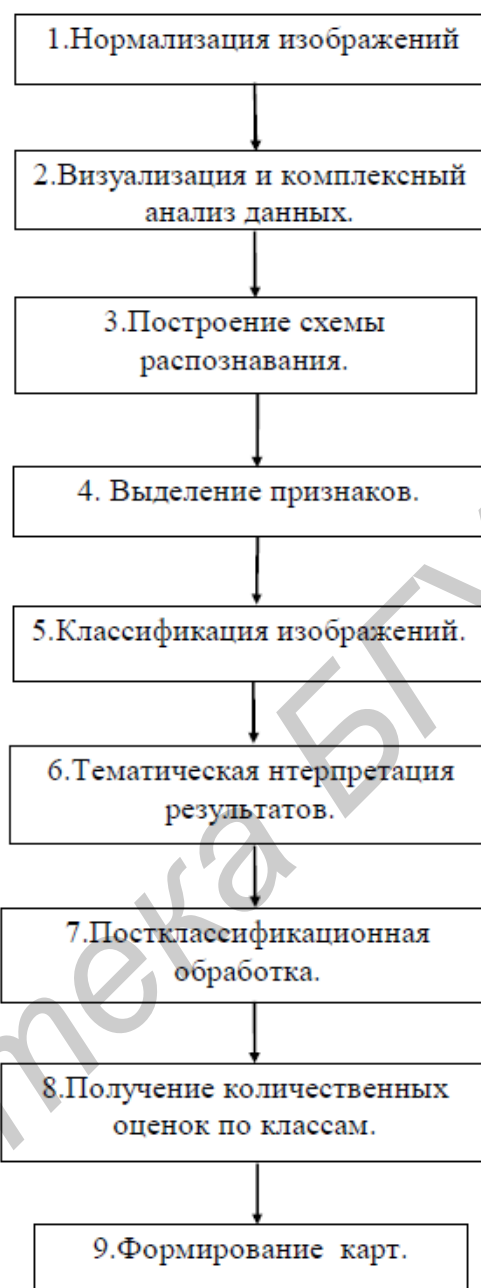 1.Нормализация изображений
2.Визуализация и комплексный
анализ данных.
3.Построение схемы
распознавания.
4. Выделение признаков.
5.Классификация изображений.
6.Тематическая нтерпретация
результатов.
7.Постклассификационная
обработка.
8.Получение количественных
оценок по классам.
9.Формирование карт.